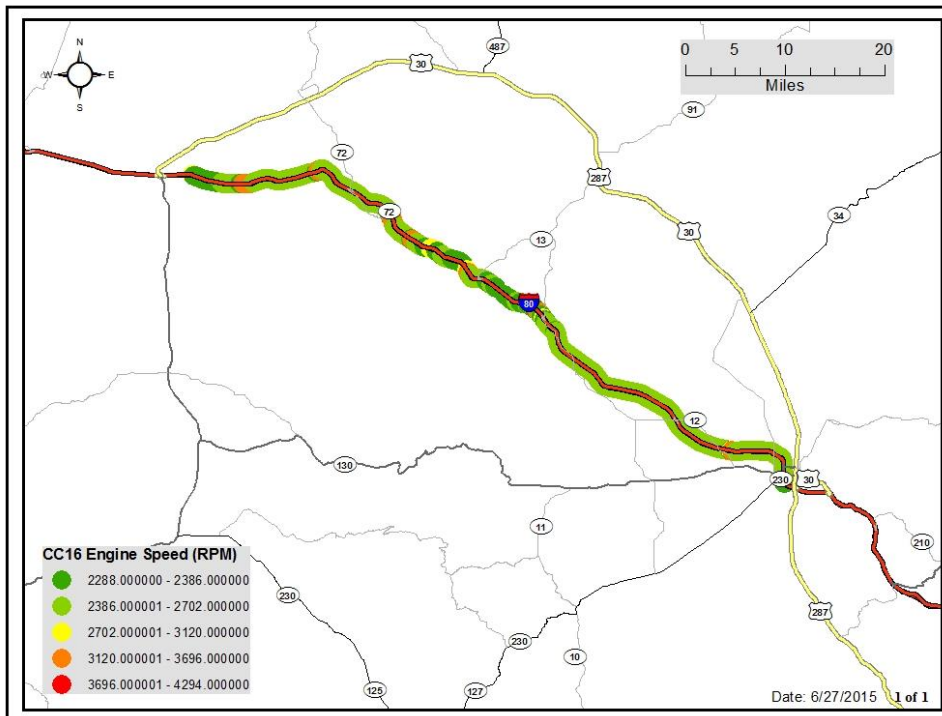 N
W E
S
0 5 10 20
Miles
487
30
91
72
287
72
34
30
13
80
12
130
230
30
11
210
CC16 Engine Speed (RPM)
2288.000000 - 2386.000000
2386.000001 - 2702.000000
2702.000001 - 3120.000000
3120.000001 - 3696.000000
3696.000001 - 4294.000000
230
287
230
10
125
127
Date: 6/27/2015 1 of 1